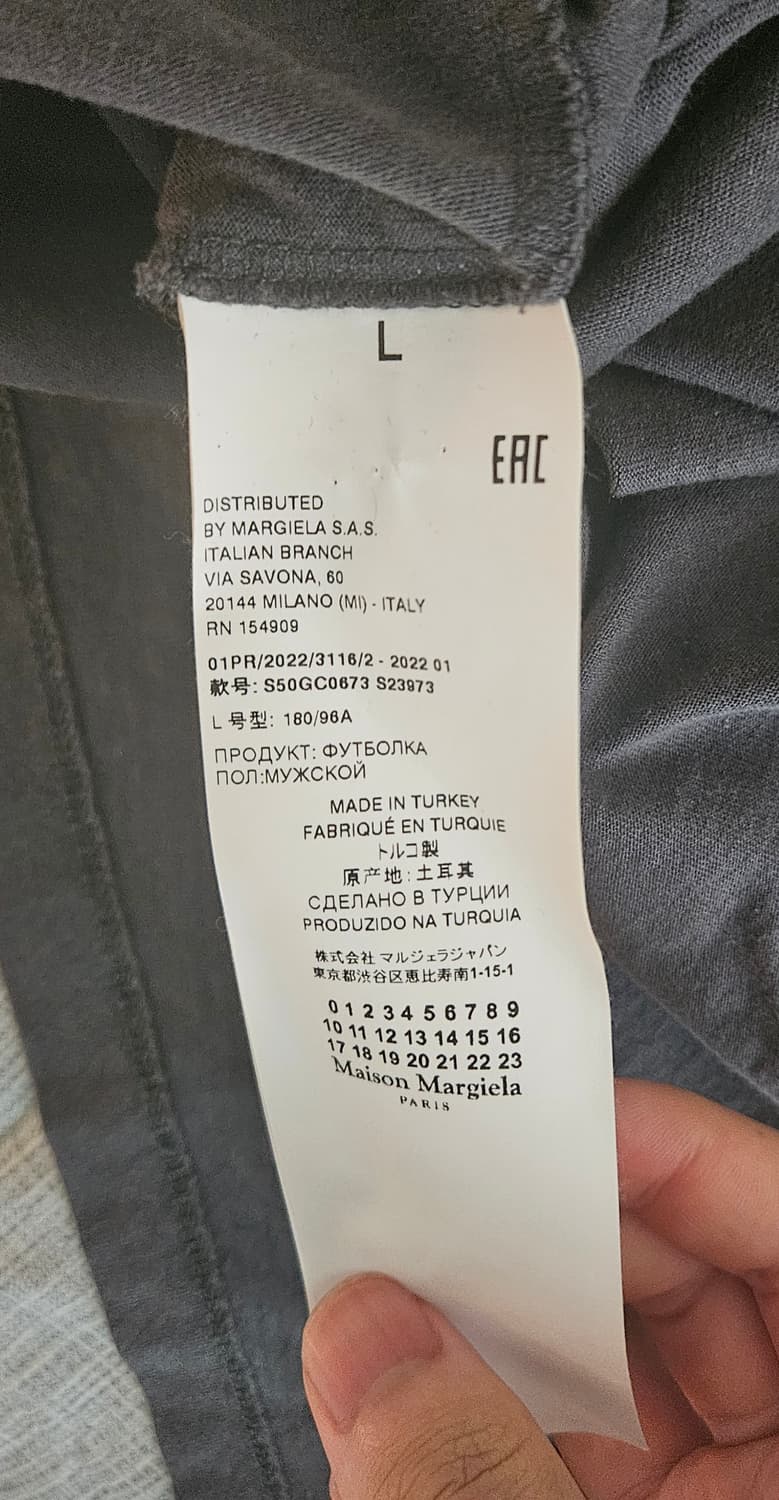 L
EAC
DISTRIBUTED
BY MARGIELA S.A.S.
ITALIAN BRANCH
VIA SAVONA, 60
20144 MILANO (MI) - ITALY
RN 154909
01PR/2022/3116/2 - 2022 01
款号: S50GC0673 S23973
L 号型: 180/96A
ПРОДУКТ: ФУТБОЛКА
ПОЛ:МУЖСКОЙ
MADE IN TURKEY
FABRIQUÉ EN TURQUIE
トルコ製
原产地: 土耳其
СДЕЛАНО В ТУРЦИИ
PRODUZIDO NA TURQUIA
株式会社 マルジェラジャパン
東京都渋谷区恵比寿南1-15-1
0 1 2 3 4 5 6 7 8 9
10 11 12 13 14 15 16
17 18 19 20 21 22 23
Maison Margiela
PARIS